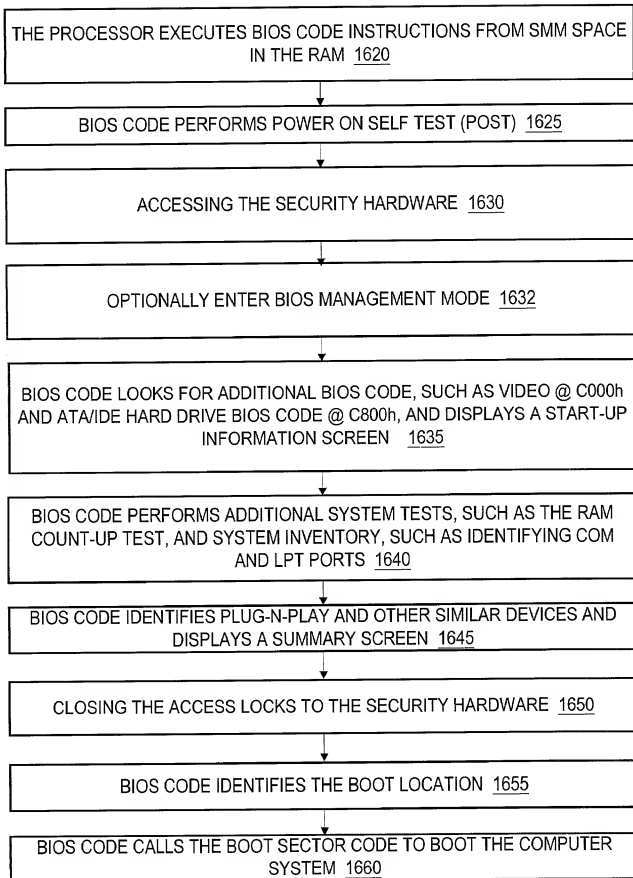 THE PROCESSOR EXECUTES BIOS CODE INSTRUCTIONS FROM SMM SPACE
IN THE RAM 1620
BIOS CODE PERFORMS POWER ON SELF TEST (POST) 1625
ACCESSING THE SECURITY HARDWARE 1630
OPTIONALLY ENTER BIOS MANAGEMENT MODE 1632
BIOS CODE LOOKS FOR ADDITIONAL BIOS CODE, SUCH AS VIDEO @ C000h
AND ATA/IDE HARD DRIVE BIOS CODE @ C800h, AND DISPLAYS A START-UP
INFORMATION SCREEN 1635
BIOS CODE PERFORMS ADDITIONAL SYSTEM TESTS, SUCH AS THE RAM
COUNT-UP TEST, AND SYSTEM INVENTORY, SUCH AS IDENTIFYING COM
AND LPT PORTS 1640
BIOS CODE IDENTIFIES PLUG-N-PLAY AND OTHER SIMILAR DEVICES AND
DISPLAYS A SUMMARY SCREEN 1645
CLOSING THE ACCESS LOCKS TO THE SECURITY HARDWARE 1650
BIOS CODE IDENTIFIES THE BOOT LOCATION 1655
BIOS CODE CALLS THE BOOT SECTOR CODE TO BOOT THE COMPUTER
SYSTEM 1660